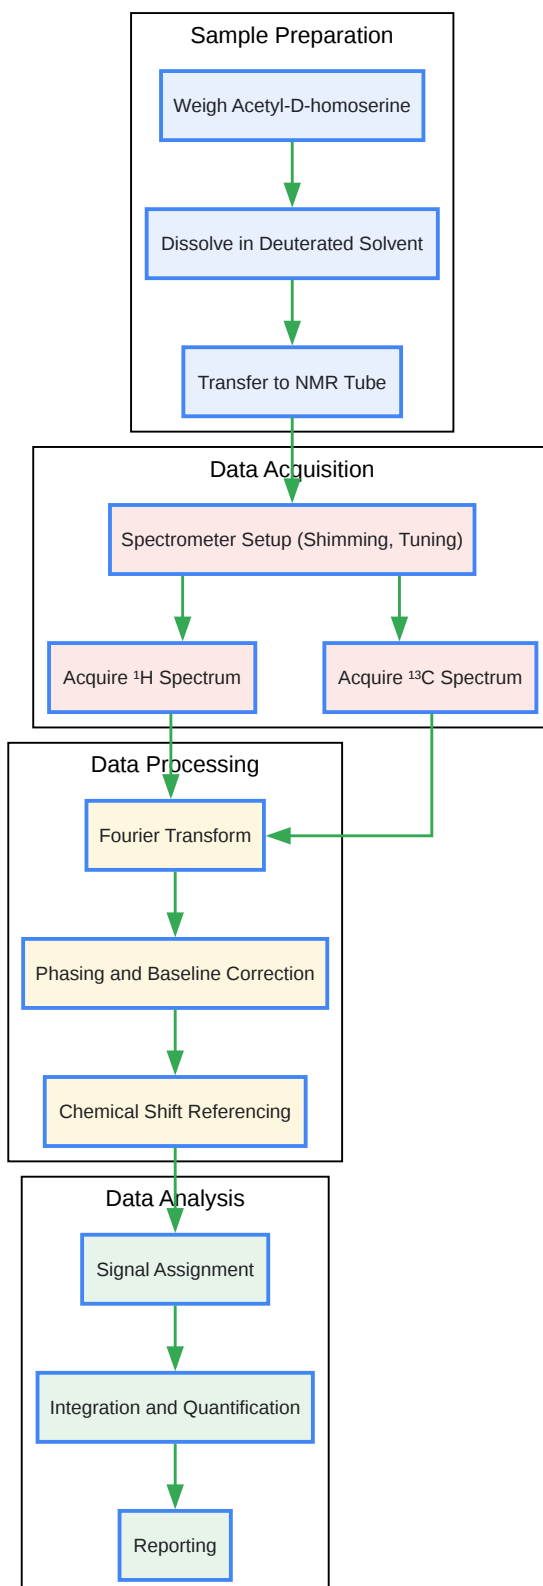 Sample Preparation
Weigh Acetyl-D-homoserine
Dissolve in Deuterated Solvent
Transfer to NMR Tube
Data Acquisition
Spectrometer Setup (Shimming, Tuning)
Acquire ¹H Spectrum
Acquire ¹³C Spectrum
Data Processing
Fourier Transform
Phasing and Baseline Correction
Chemical Shift Referencing
Data Analysis
Signal Assignment
Integration and Quantification
Reporting